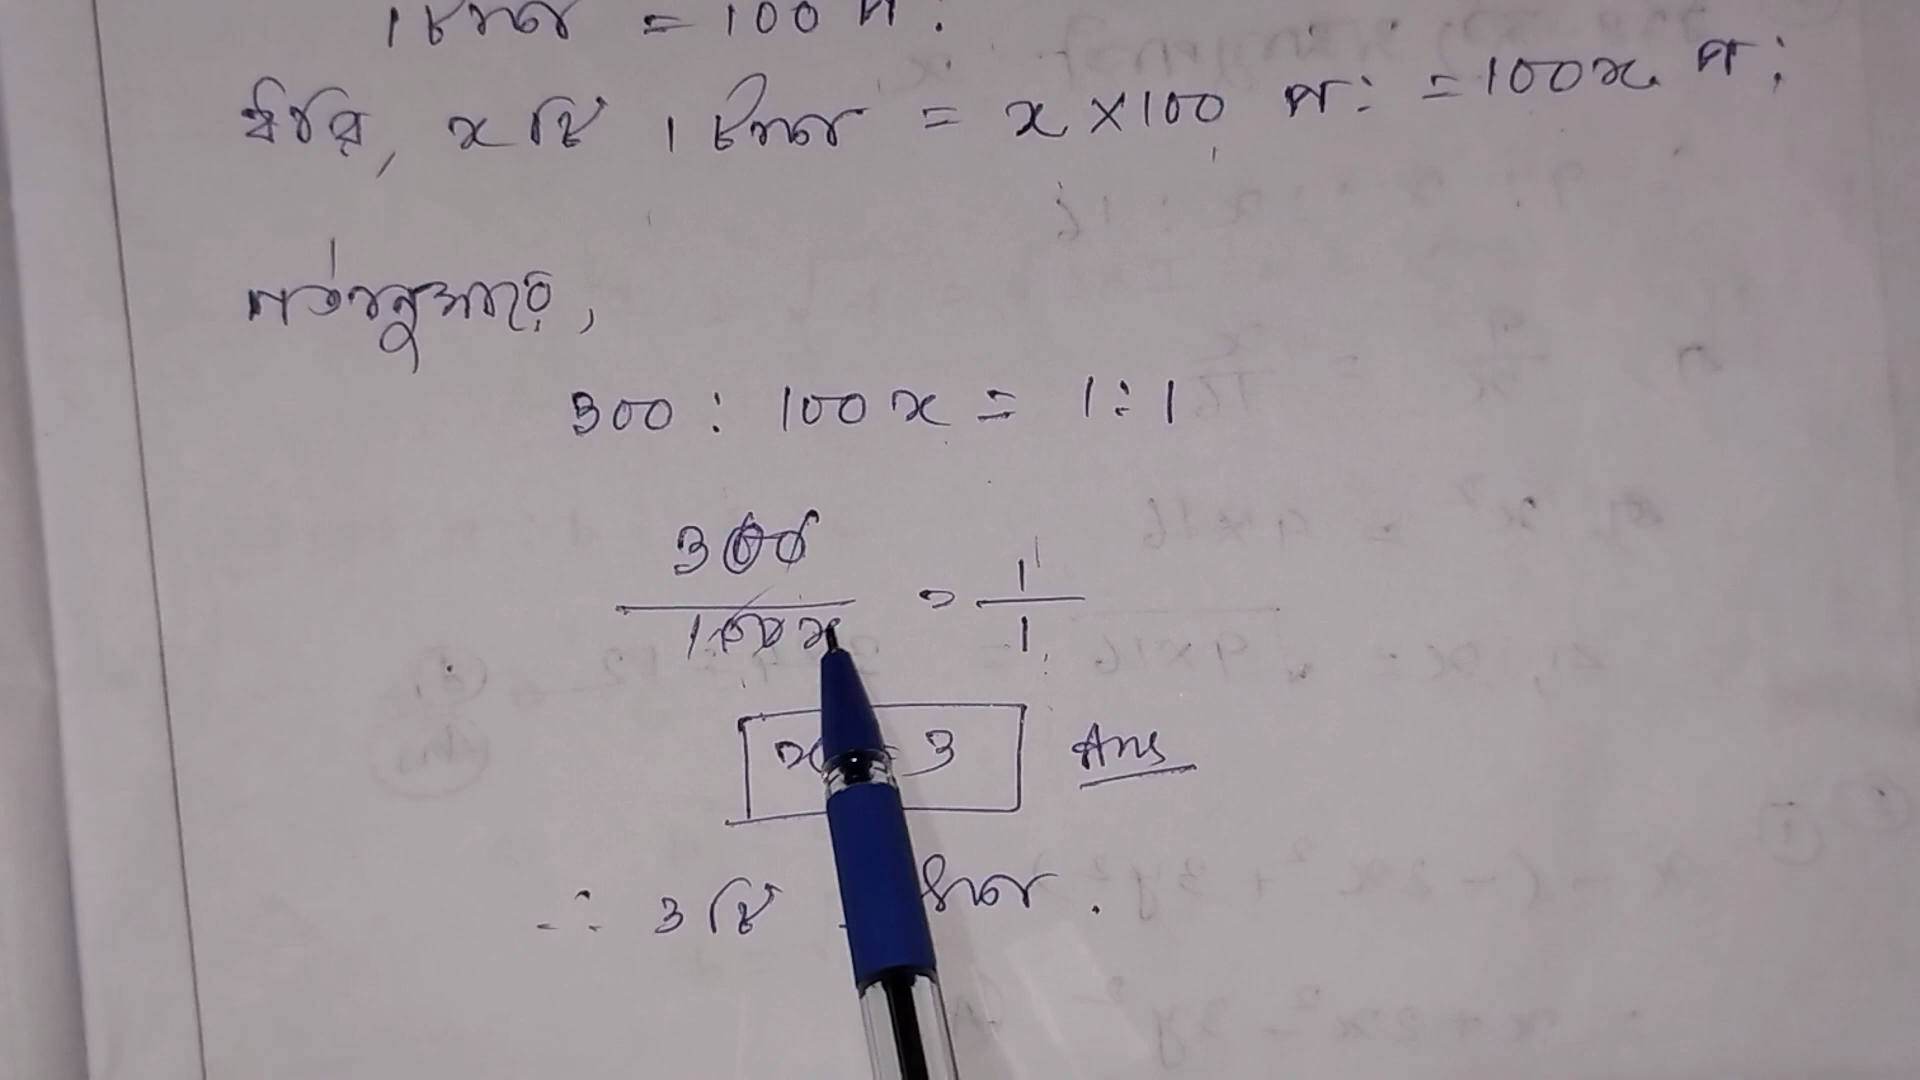 1 টাকা = 100 প:
ধরি, x টি 1 টাকা = x × 100 প: = 100x প:
শর্তানুসারে,
300 : 100x = 1 : 1
300 / 100x = 1 / 1
x = 3 Ans
∴ 3 টি